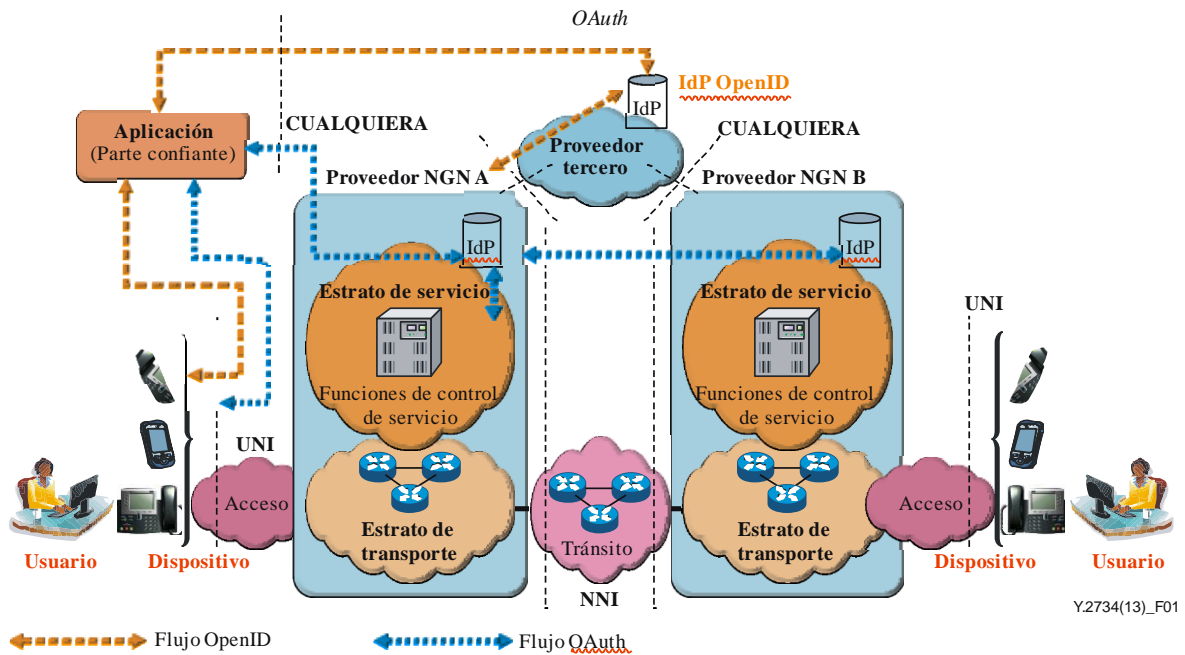 OAuth
IdP OpenID
IdP
Aplicación
(Parte confiante)
CUALQUIERA
CUALQUIERA
Proveedor
tercero
Proveedor NGN A
Proveedor NGN B
IdP
IdP
Estrato de servicio
Estrato de servicio
UNI
Funciones de control
de servicio
Funciones de control
de servicio
UNI
Acceso
Estrato de
transporte
Tránsito
Estrato de
transporte
Acceso
Usuario
Dispositivo
Dispositivo
Usuario
NNI
Y.2734(13)_F01
Flujo OpenID
Flujo OAuth